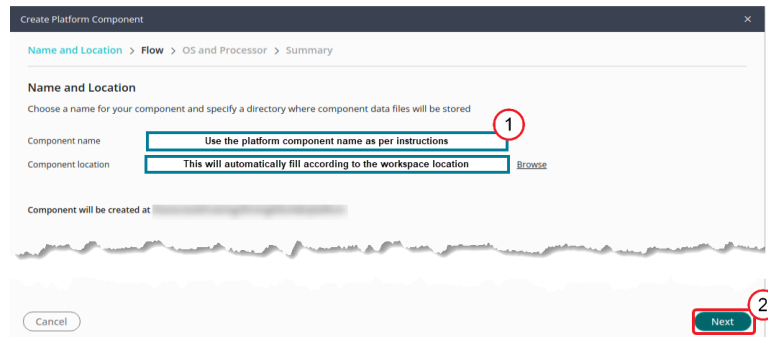 Create Platform Component ×
Name and Location > Flow > OS and Processor > Summary
Name and Location
Choose a name for your component and specify a directory where component data files will be stored
1
Component name Use the platform component name as per instructions
Component location This will automatically fill according to the workspace location Browse
Component will be created at
2
Cancel Next